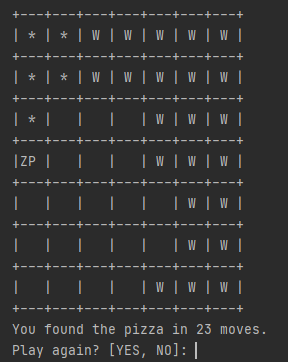 +---+---+---+---+---+---+---+
| * | * | W | W | W | W | W |
+---+---+---+---+---+---+---+
| * | * | W | W | W | W | W |
+---+---+---+---+---+---+---+
| * |   |   |   | W | W | W |
+---+---+---+---+---+---+---+
|ZP |   |   |   | W | W | W |
+---+---+---+---+---+---+---+
|   |   |   |   |   | W | W |
+---+---+---+---+---+---+---+
|   |   |   |   |   | W | W |
+---+---+---+---+---+---+---+
|   |   |   |   | W | W | W |
+---+---+---+---+---+---+---+
You found the pizza in 23 moves.
Play again? [YES, NO]: